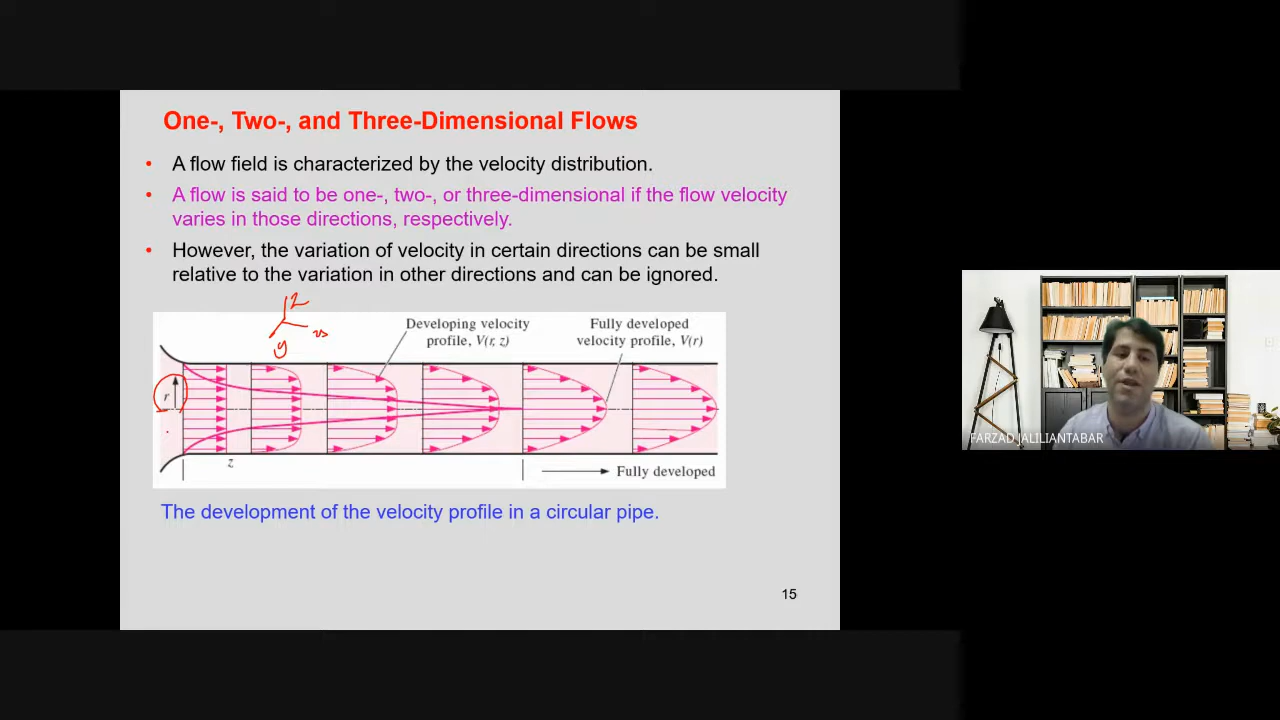 One-, Two-, and Three-Dimensional Flows
• A flow field is characterized by the velocity distribution.
• A flow is said to be one-, two-, or three-dimensional if the flow velocity
varies in those directions, respectively.
• However, the variation of velocity in certain directions can be small
relative to the variation in other directions and can be ignored.
z
y
Developing velocity
profile, V(r, z)
Fully developed
velocity profile, V(r)
r
z
Fully developed
The development of the velocity profile in a circular pipe.
15
FARZAD JALILIANTABAR